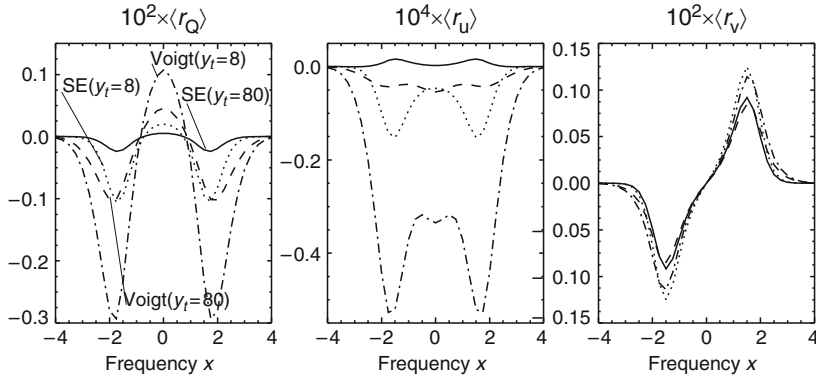 10²×⟨r_Q⟩ 10⁴×⟨r_u⟩ 10²×⟨r_v⟩
0.1
0.0
−0.1
−0.2
−0.3
Voigt(y_t=8)
SE(y_t=8)
SE(y_t=80)
Voigt(y_t=80)
−4 −2 0 2 4
Frequency x
0.0
−0.2
−0.4
−4 −2 0 2 4
Frequency x
0.15
0.10
0.05
0.00
0.05
0.10
0.15
−4 −2 0 2 4
Frequency x